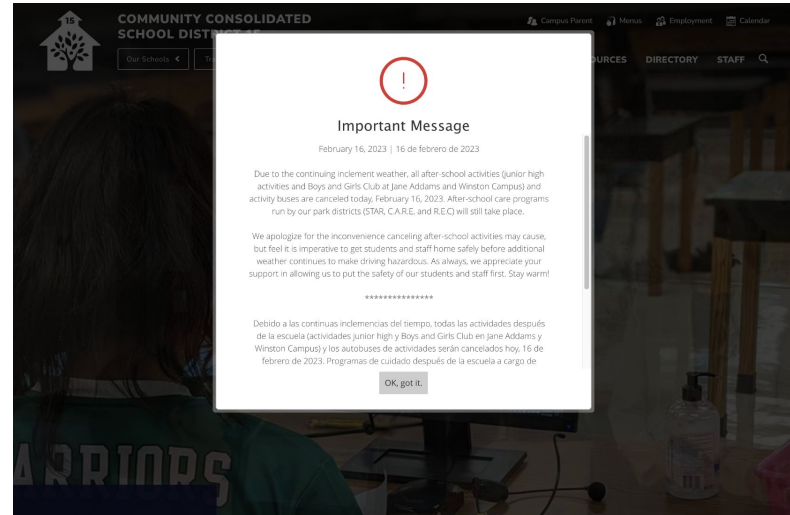 15
COMMUNITY CONSOLIDATED
SCHOOL DISTRICT 15
Campus Parent Menus Employment Calendar
Our Schools
DIRECTORY STAFF
!
Important Message
February 16, 2023 | 16 de febrero de 2023
Due to the continuing inclement weather, all after-school activities (junior high
activities and Boys and Girls Club at Jane Addams and Winston Campus) and
activity buses are canceled today, February 16, 2023. After-school care programs
run by our park districts (STAR, C.A.R.E, and R.E.C) will still take place.
We apologize for the inconvenience canceling after-school activities may cause,
but feel it is imperative to get students and staff home safely before additional
weather continues to make driving hazardous. As always, we appreciate your
support in allowing us to put the safety of our students and staff first. Stay warm!
***************
Debido a las continuas inclemencias del tiempo, todas las actividades después
de la escuela (actividades junior high y Boys and Girls Club en Jane Addams y
Winston Campus) y los autobuses de actividades serán cancelados hoy, 16 de
febrero de 2023. Programas de cuidado después de la escuela a cargo de
OK, got it.